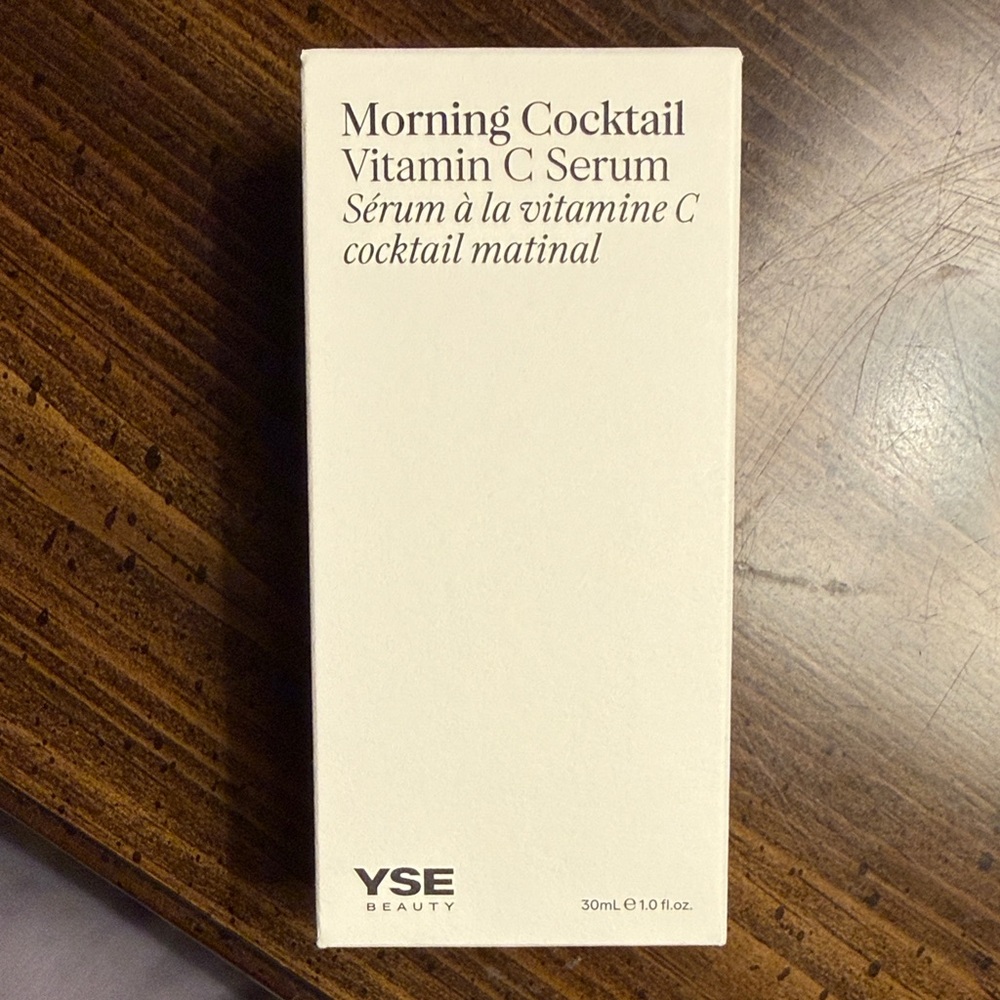 Morning Cocktail
Vitamin C Serum
Sérum à la vitamine C
cocktail matinal
YSE
BEAUTY
30mL ℮ 1.0 fl.oz.